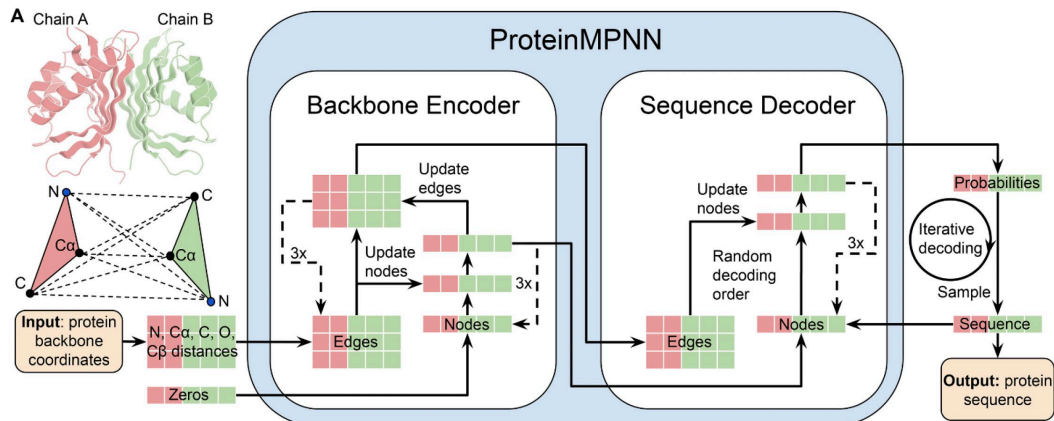 A
Chain A
Chain B
N
C
Cα
Cα
C
N
Input: protein
backbone
coordinates
N, Cα, C, O,
Cβ distances
Zeros
ProteinMPNN
Backbone Encoder
Update
edges
3x
Update
nodes
3x
Edges
Nodes
Sequence Decoder
Update
nodes
Random
decoding
order
3x
Edges
Nodes
Probabilities
Iterative
decoding
Sample
Sequence
Output: protein
sequence